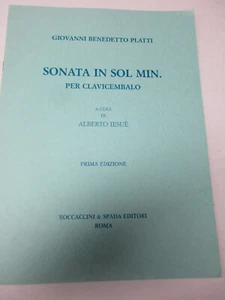 GIOVANNI BENEDETTO PLATTI
SONATA IN SOL MIN.
PER CLAVICEMBALO
A CURA
DI
ALBERTO IESUÈ
PRIMA EDIZIONE
BOCCACCINI & SPADA EDITORI
ROMA